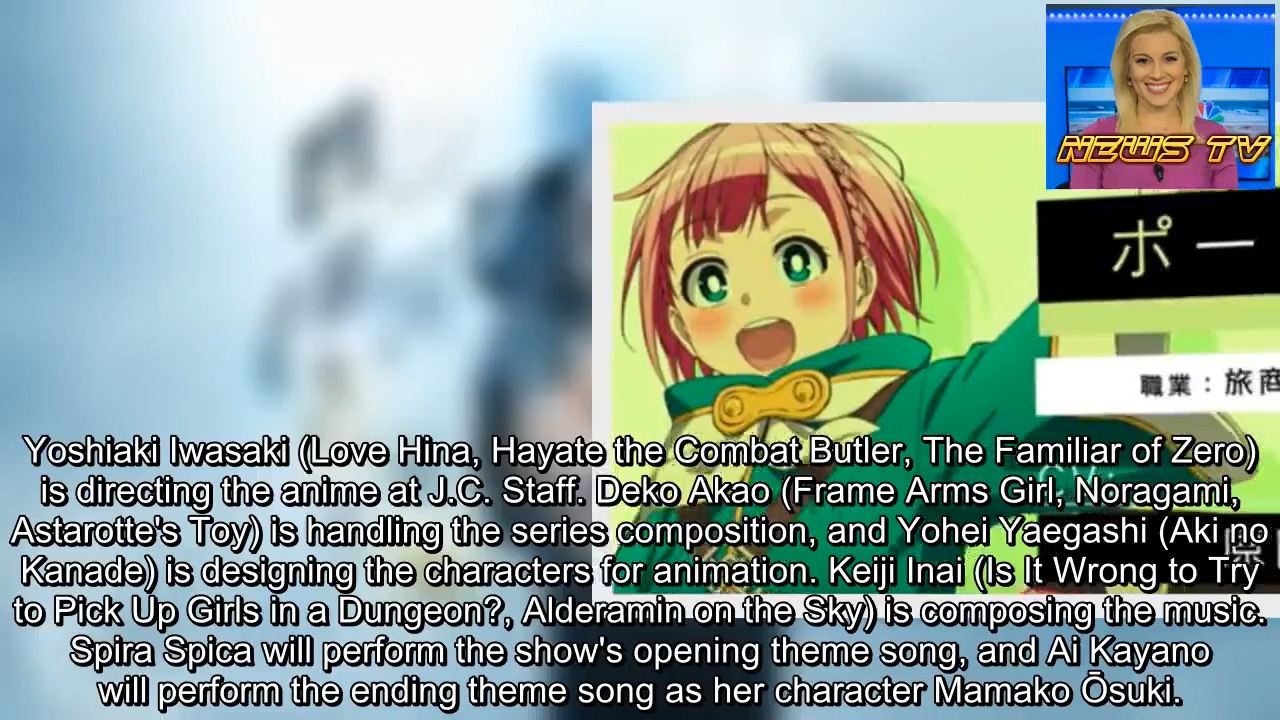 NEWS TV
ポー
職業：旅商
Yoshiaki Iwasaki (Love Hina, Hayate the Combat Butler, The Familiar of Zero)
is directing the anime at J.C. Staff. Deko Akao (Frame Arms Girl, Noragami,
Astarotte's Toy) is handling the series composition, and Yohei Yaegashi (Aki no
Kanade) is designing the characters for animation. Keiji Inai (Is It Wrong to Try
to Pick Up Girls in a Dungeon?, Alderamin on the Sky) is composing the music.
Spira Spica will perform the show's opening theme song, and Ai Kayano
will perform the ending theme song as her character Mamako Ōsuki.